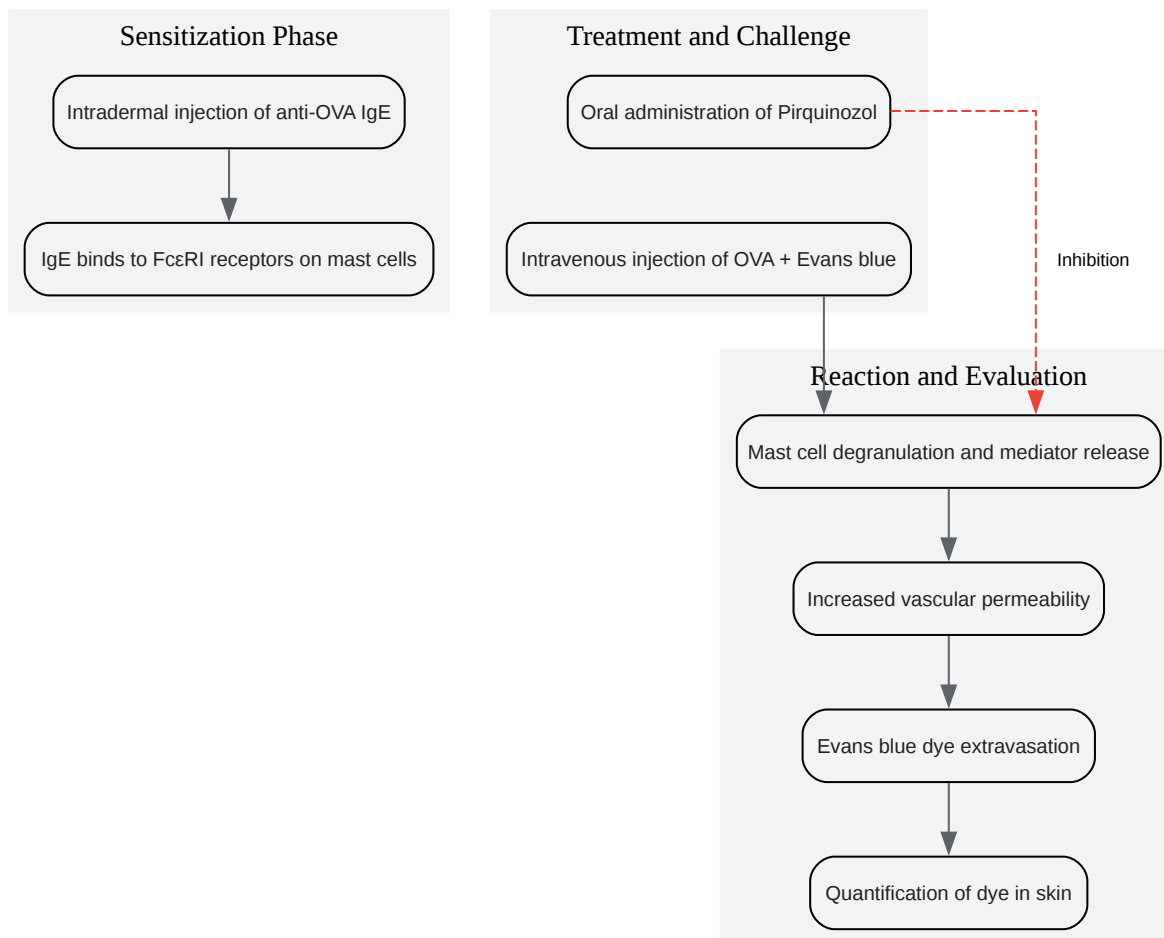 Sensitization Phase
Intradermal injection of anti-OVA IgE
IgE binds to FcεRI receptors on mast cells
Treatment and Challenge
Oral administration of Pirquinozol
Intravenous injection of OVA + Evans blue
Inhibition
Reaction and Evaluation
Mast cell degranulation and mediator release
Increased vascular permeability
Evans blue dye extravasation
Quantification of dye in skin